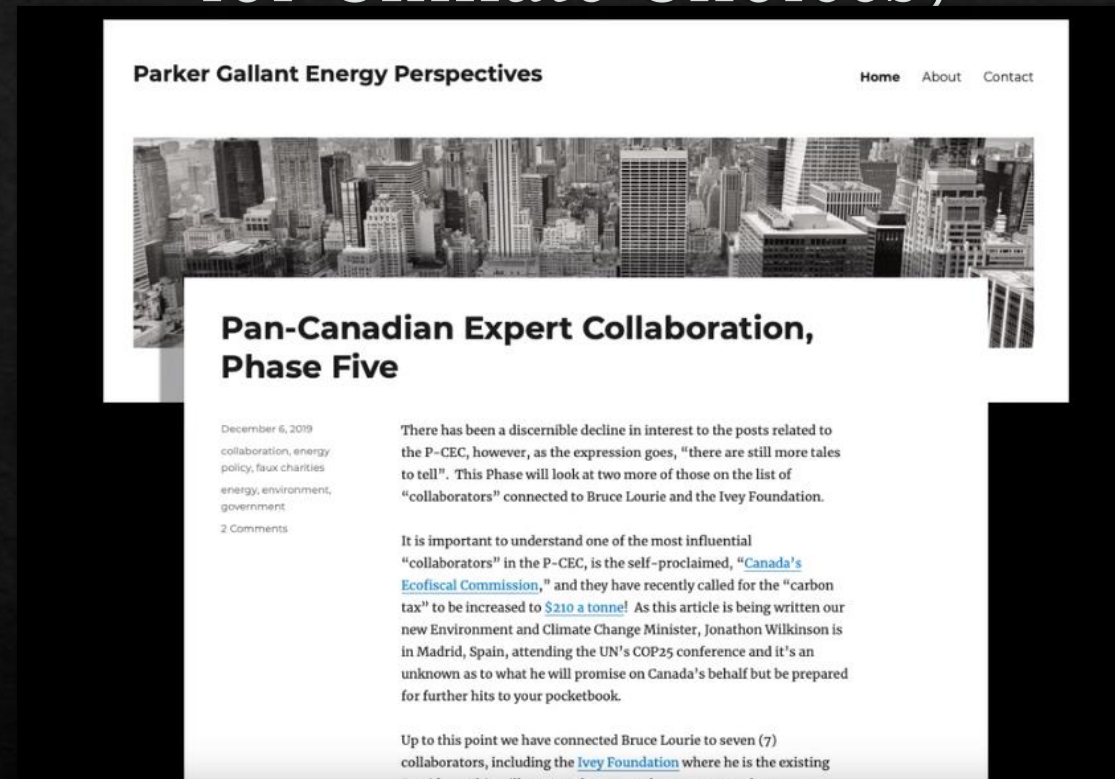 for Climate Choices,
Parker Gallant Energy Perspectives
Home About Contact
Pan-Canadian Expert Collaboration,
Phase Five
December 6, 2019
collaboration, energy
policy, faux charities
energy, environment,
government
2 Comments
There has been a discernible decline in interest to the posts related to
the P-CEC, however, as the expression goes, “there are still more tales
to tell”. This Phase will look at two more of those on the list of
“collaborators” connected to Bruce Lourie and the Ivey Foundation.
It is important to understand one of the most influential
“collaborators” in the P-CEC, is the self-proclaimed, “Canada’s
Ecofiscal Commission,” and they have recently called for the “carbon
tax” to be increased to $210 a tonne! As this article is being written our
new Environment and Climate Change Minister, Jonathon Wilkinson is
in Madrid, Spain, attending the UN’s COP25 conference and it’s an
unknown as to what he will promise on Canada’s behalf but be prepared
for further hits to your pocketbook.
Up to this point we have connected Bruce Lourie to seven (7)
collaborators, including the Ivey Foundation where he is the existing